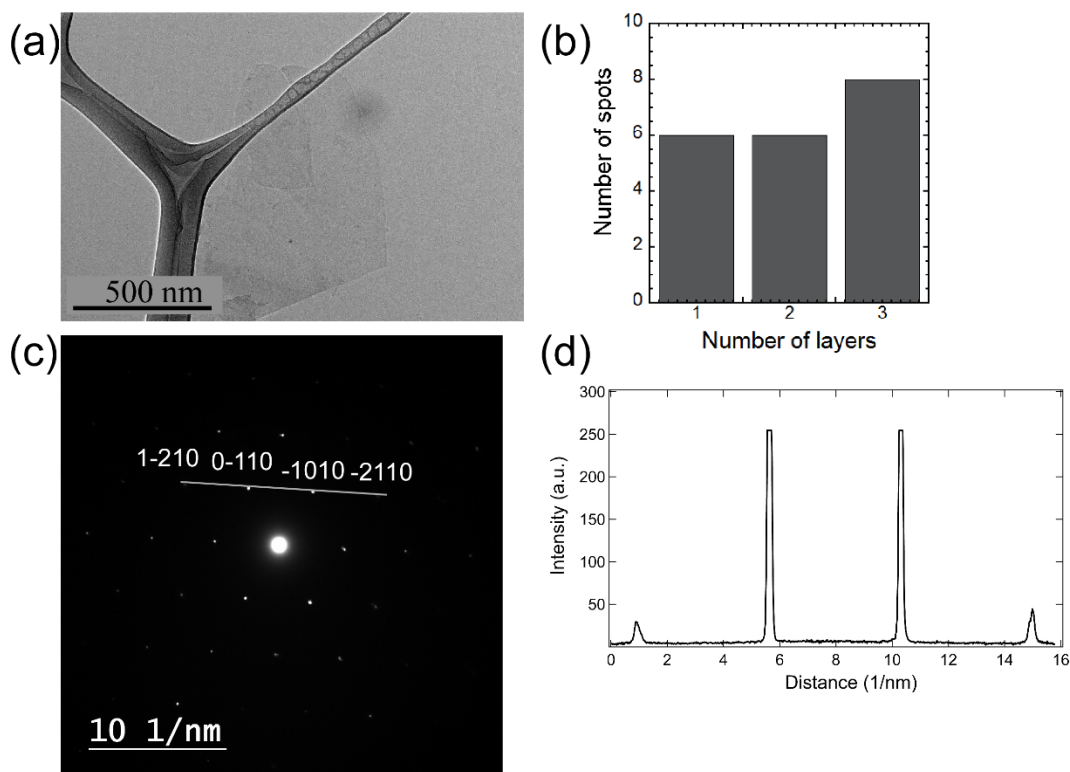 (a)
500 nm
(b)
10
8
6
4
2
0
Number of spots
1 2 3
Number of layers
(c)
1-210 0-110 -1010 -2110
10 1/nm
(d)
300
250
200
150
100
50
Intensity (a.u.)
0 2 4 6 8 10 12 14 16
Distance (1/nm)